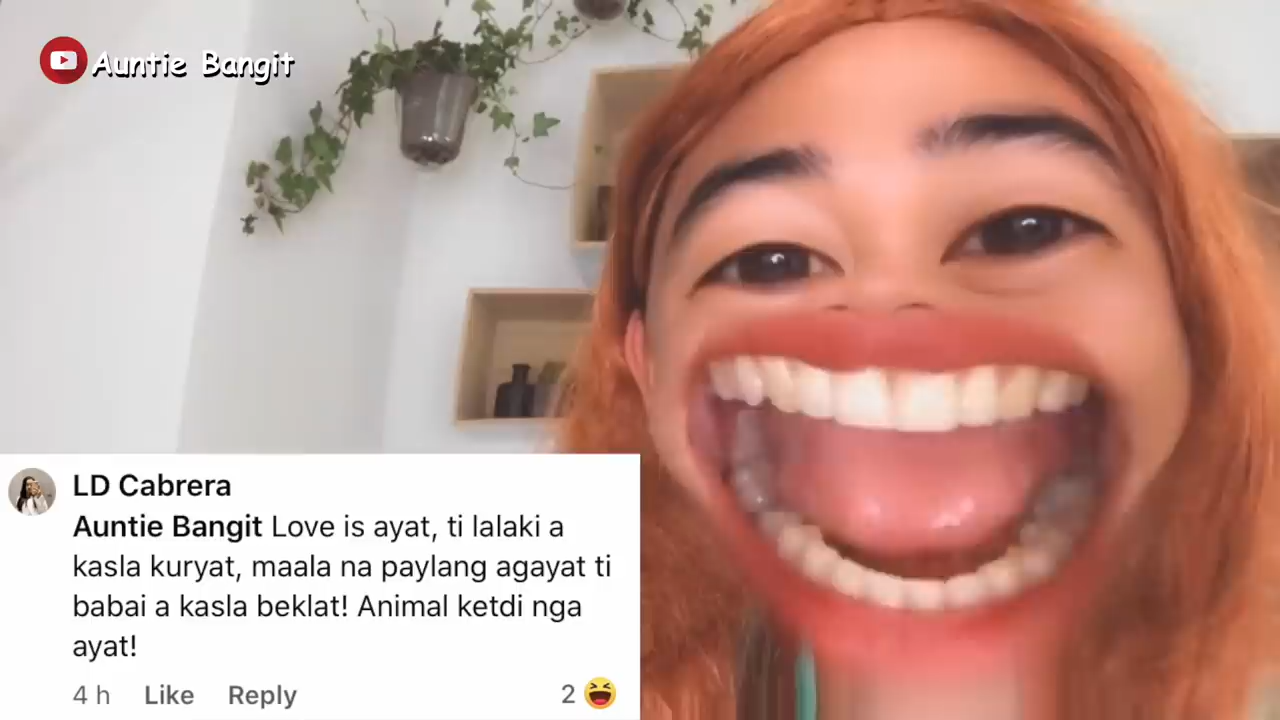 Auntie Bangit
LD Cabrera
Auntie Bangit Love is ayat, ti lalaki a
kasla kuryat, maala na paylang agayat ti
babai a kasla beklat! Animal ketdi nga
ayat!
4 h Like Reply 2